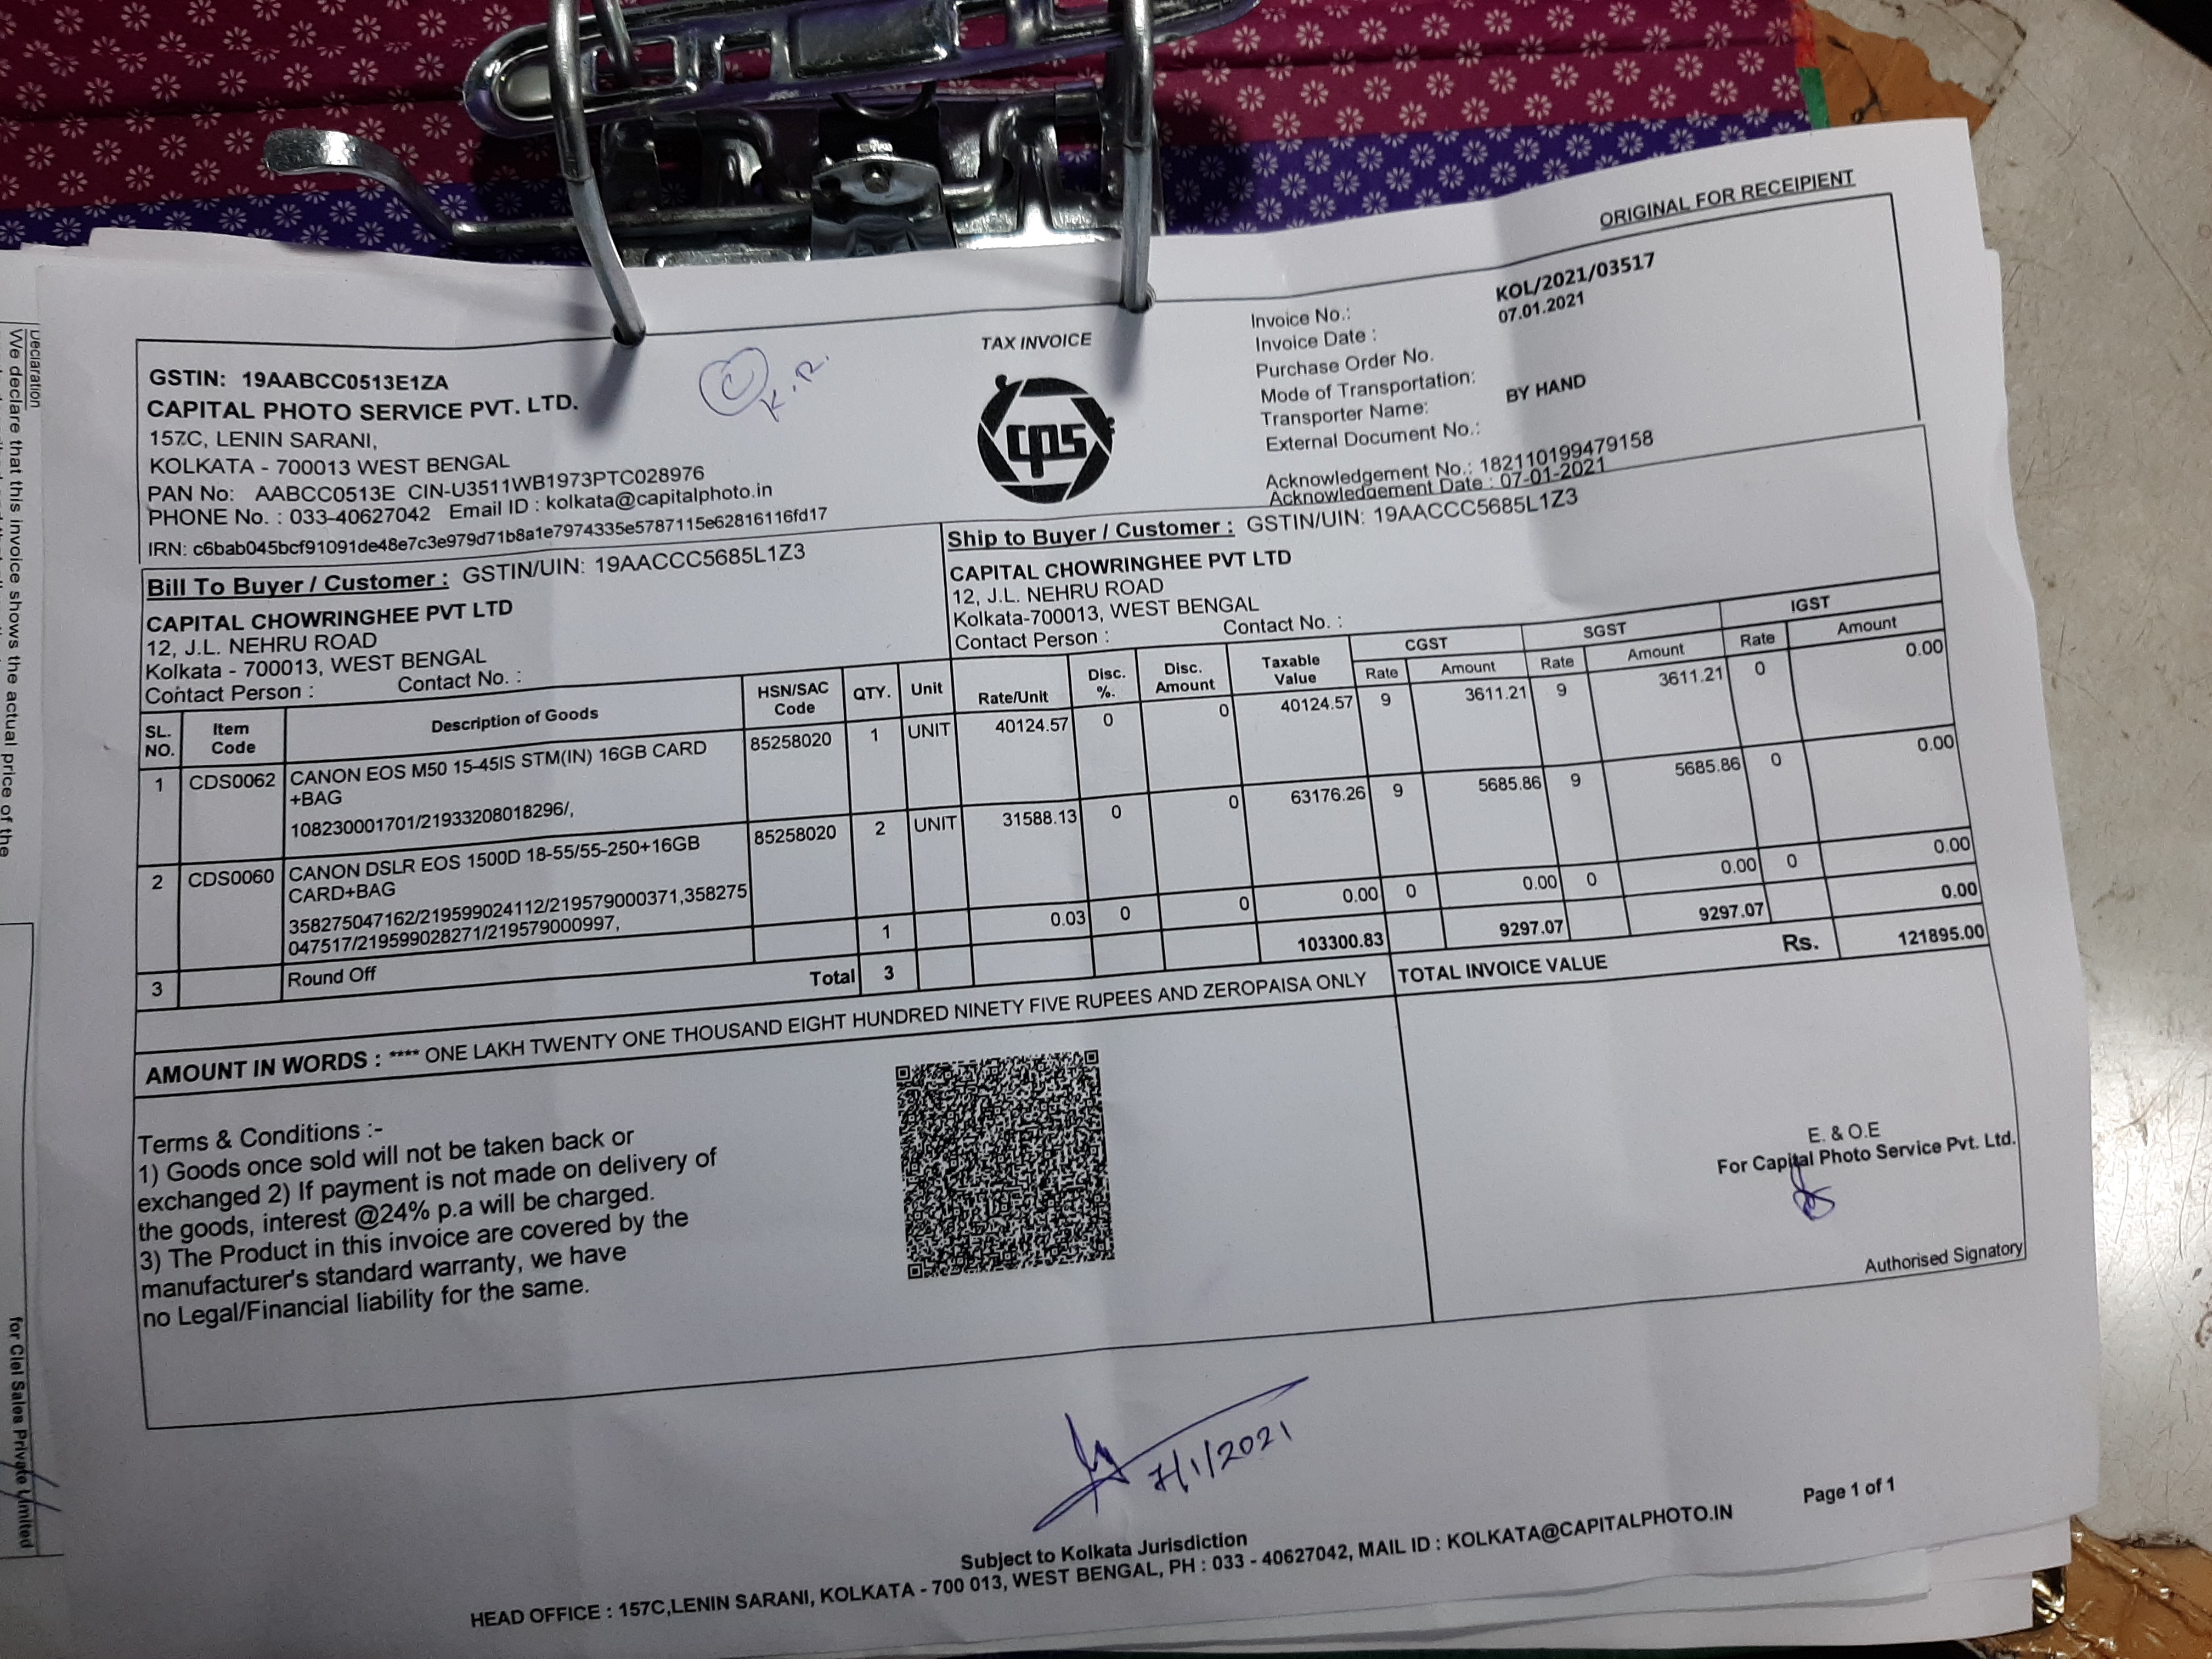 ORIGINAL FOR RECEIPIENT
TAX INVOICE
Invoice No.: KOL/2021/03517
Invoice Date : 07.01.2021
Purchase Order No.
Mode of Transportation: BY HAND
Transporter Name:
External Document No.:
Acknowledgement No.: 182110199479158
Acknowledgement Date : 07-01-2021
GSTIN: 19AABCC0513E1ZA
CAPITAL PHOTO SERVICE PVT. LTD.
157C, LENIN SARANI,
KOLKATA - 700013 WEST BENGAL
PAN No: AABCC0513E CIN-U3511WB1973PTC028976
PHONE No. : 033-40627042 Email ID : kolkata@capitalphoto.in
IRN: c6bab045bcf91091de48e7c3e979d71b8a1e7974335e5787115e62816116fd17
K.R.
cps
Bill To Buyer / Customer : GSTIN/UIN: 19AACCC5685L1Z3
CAPITAL CHOWRINGHEE PVT LTD
12, J.L. NEHRU ROAD
Kolkata - 700013, WEST BENGAL
Contact Person : Contact No. :
Ship to Buyer / Customer : GSTIN/UIN: 19AACCC5685L1Z3
CAPITAL CHOWRINGHEE PVT LTD
12, J.L. NEHRU ROAD
Kolkata-700013, WEST BENGAL
Contact Person : Contact No. :
SL. NO. Item Code Description of Goods HSN/SAC Code QTY. Unit Rate/Unit Disc. %. Disc. Amount Taxable Value CGST SGST IGST
Rate Amount Rate Amount Rate Amount
1 CDS0062 CANON EOS M50 15-45IS STM(IN) 16GB CARD 85258020 1 UNIT 40124.57 0 0 40124.57 9 3611.21 9 3611.21 0 0.00
+BAG
108230001701/21933208018296/,
2 CDS0060 CANON DSLR EOS 1500D 18-55/55-250+16GB 85258020 2 UNIT 31588.13 0 0 63176.26 9 5685.86 9 5685.86 0 0.00
CARD+BAG
358275047162/219599024112/219579000371,358275
047517/219599028271/219579000997,
3 Round Off 1 0.03 0 0 0.00 0 0.00 0 0.00 0 0.00
Total 3 103300.83 9297.07 9297.07 0.00
TOTAL INVOICE VALUE Rs. 121895.00
AMOUNT IN WORDS : **** ONE LAKH TWENTY ONE THOUSAND EIGHT HUNDRED NINETY FIVE RUPEES AND ZEROPAISA ONLY
Terms & Conditions :-
1) Goods once sold will not be taken back or
exchanged 2) If payment is not made on delivery of
the goods, interest @24% p.a will be charged.
3) The Product in this invoice are covered by the
manufacturer's standard warranty, we have
no Legal/Financial liability for the same.
E. & O.E
For Capital Photo Service Pvt. Ltd.
Authorised Signatory
7/1/2021
Page 1 of 1
Subject to Kolkata Jurisdiction
HEAD OFFICE : 157C,LENIN SARANI, KOLKATA - 700 013, WEST BENGAL, PH : 033 - 40627042, MAIL ID : KOLKATA@CAPITALPHOTO.IN
Declaration
We declare that this invoice shows the actual price of the
for Ciel Sales Private Limited